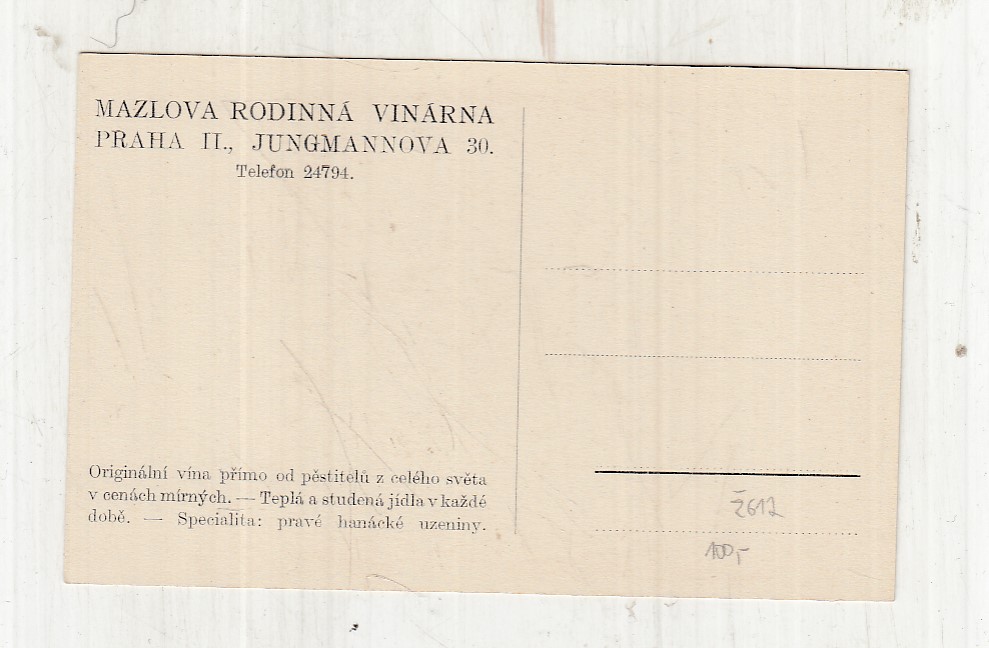 MAZLOVA RODINNÁ VINÁRNA
PRAHA II., JUNGMANNOVA 30.
Telefon 24794.
Originální vína přímo od pěstitelů z celého světa
v cenách mírných. — Teplá a studená jídla v každé
době. — Specialita: pravé hanácké uzeniny.
Ž612
100,-